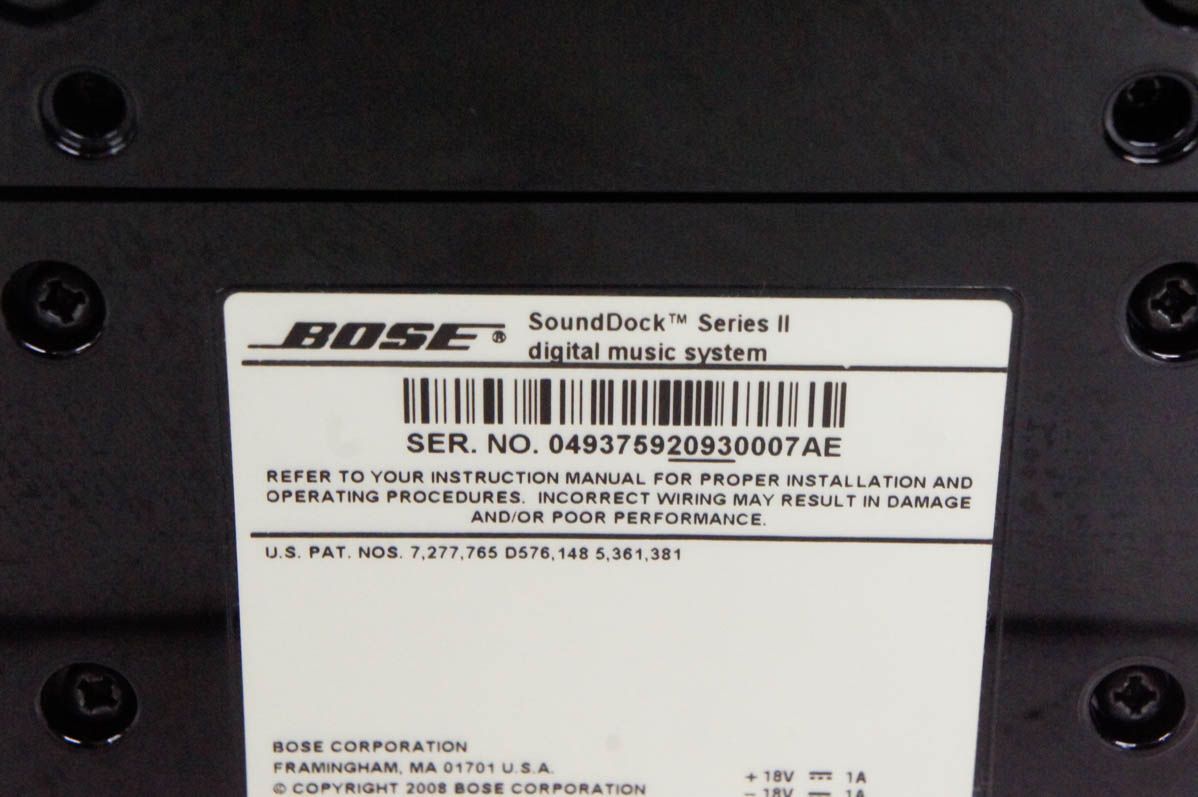 BOSE® SoundDock™ Series II
digital music system
SER. NO. 049375920930007AE
REFER TO YOUR INSTRUCTION MANUAL FOR PROPER INSTALLATION AND
OPERATING PROCEDURES. INCORRECT WIRING MAY RESULT IN DAMAGE
AND/OR POOR PERFORMANCE.
U.S. PAT. NOS. 7,277,765 D576,148 5,361,381
BOSE CORPORATION
FRAMINGHAM, MA 01701 U.S.A.
© COPYRIGHT 2008 BOSE CORPORATION
+ 18V ⎓ 1A
- 18V ⎓ 1A